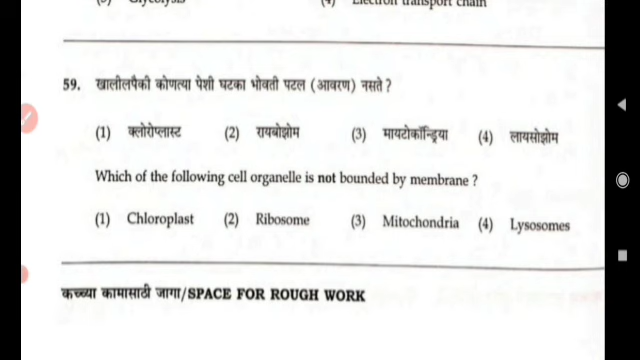 (3) Glycolysis (4) Electron transport chain
59. खालीलपैकी कोणत्या पेशी घटका भोवती पटल (आवरण) नसते ?
(1) क्लोरोप्लास्ट (2) रायबोझोम (3) मायटोकॉन्ड्रिया (4) लायसोझोम
Which of the following cell organelle is not bounded by membrane ?
(1) Chloroplast (2) Ribosome (3) Mitochondria (4) Lysosomes
कच्च्या कामासाठी जागा/SPACE FOR ROUGH WORK